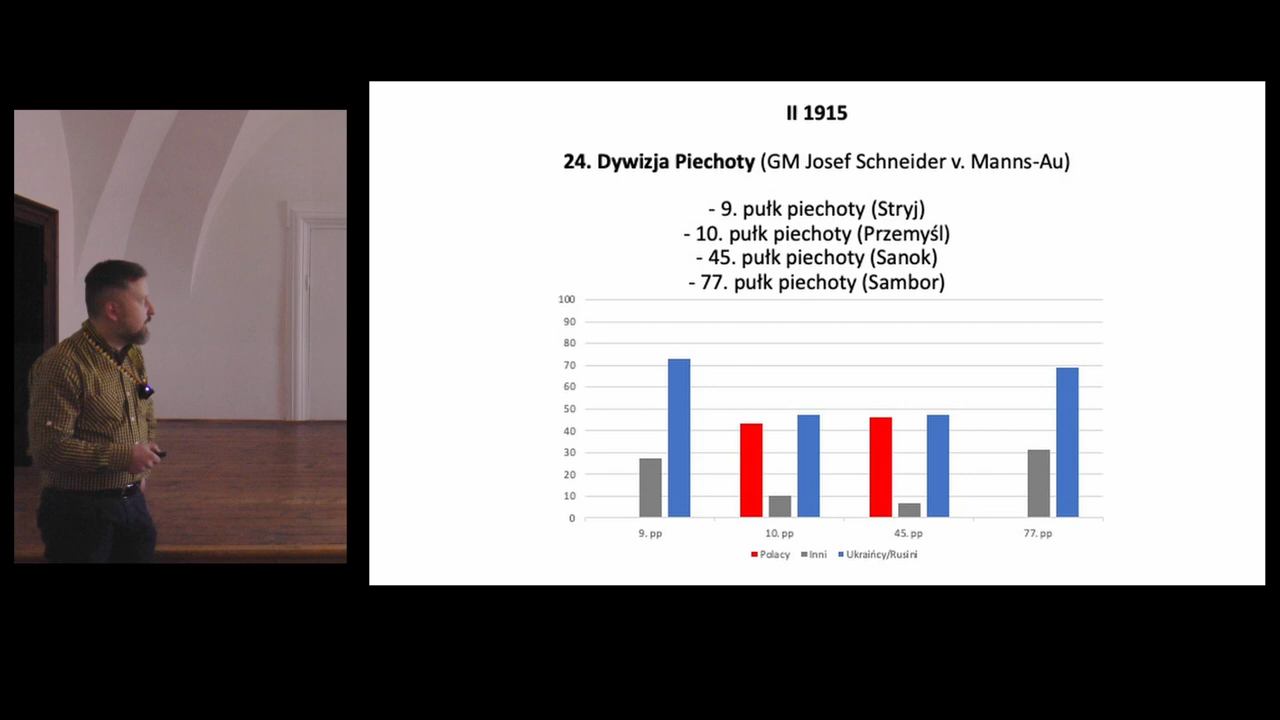 II 1915
24. Dywizja Piechoty (GM Josef Schneider v. Manns-Au)
- 9. pułk piechoty (Stryj)
- 10. pułk piechoty (Przemyśl)
- 45. pułk piechoty (Sanok)
- 77. pułk piechoty (Sambor)
100
90
80
70
60
50
40
30
20
10
0
9. pp 10. pp 45. pp 77. pp
Polacy Inni Ukraińcy/Rusini